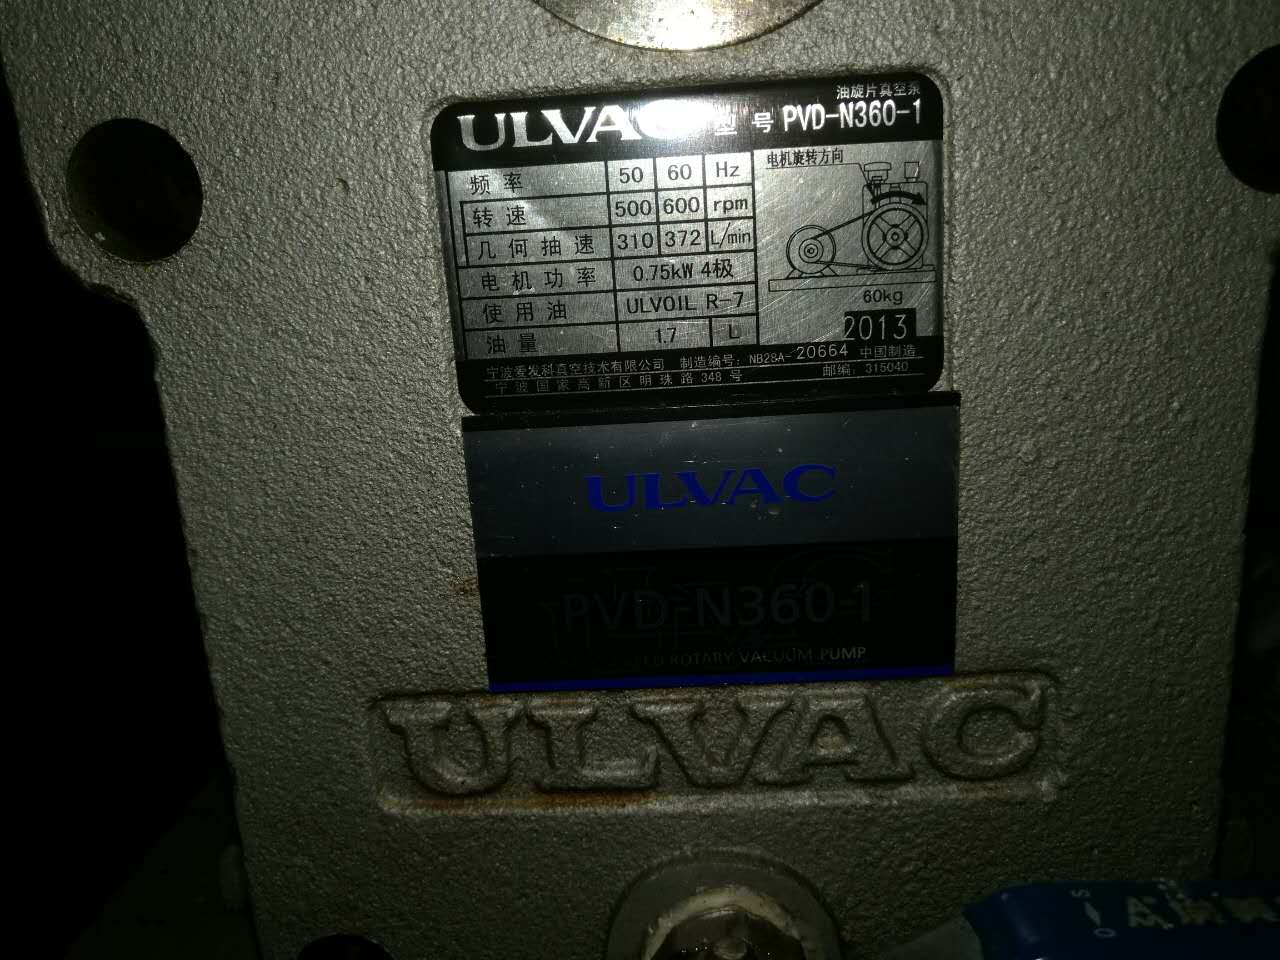 油旋片真空泵
ULVAC 型号 PVD-N360-1
频率 50 60 Hz
转速 500 600 rpm
几何抽速 310 372 L/min
电机功率 0.75kW 4极
使用油 ULVOIL R-7
油量 1.7 L
电机旋转方向
60kg
2013
宁波爱发科真空技术有限公司 制造编号: NB28A-20664 中国制造
宁波国家高新区明珠路348号 邮编: 315040
ULVAC
PVD-N360-1
ROTARY VACUUM PUMP
ULVAC
S
O